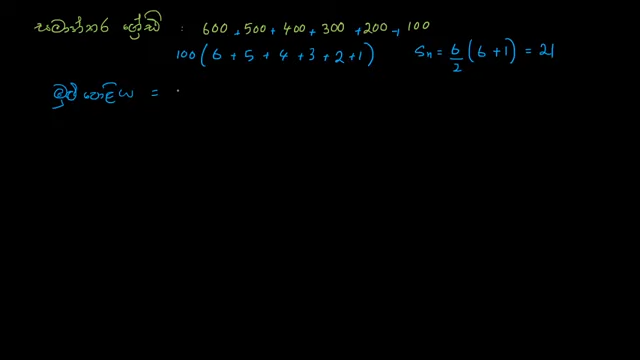 සමාන්තර ශ්‍රේඪි : 600 + 500 + 400 + 300 + 200 + 100
100 ( 6 + 5 + 4 + 3 + 2 + 1 ) Sn = 6/2 ( 6 + 1 ) = 21
මුළු පොළිය =